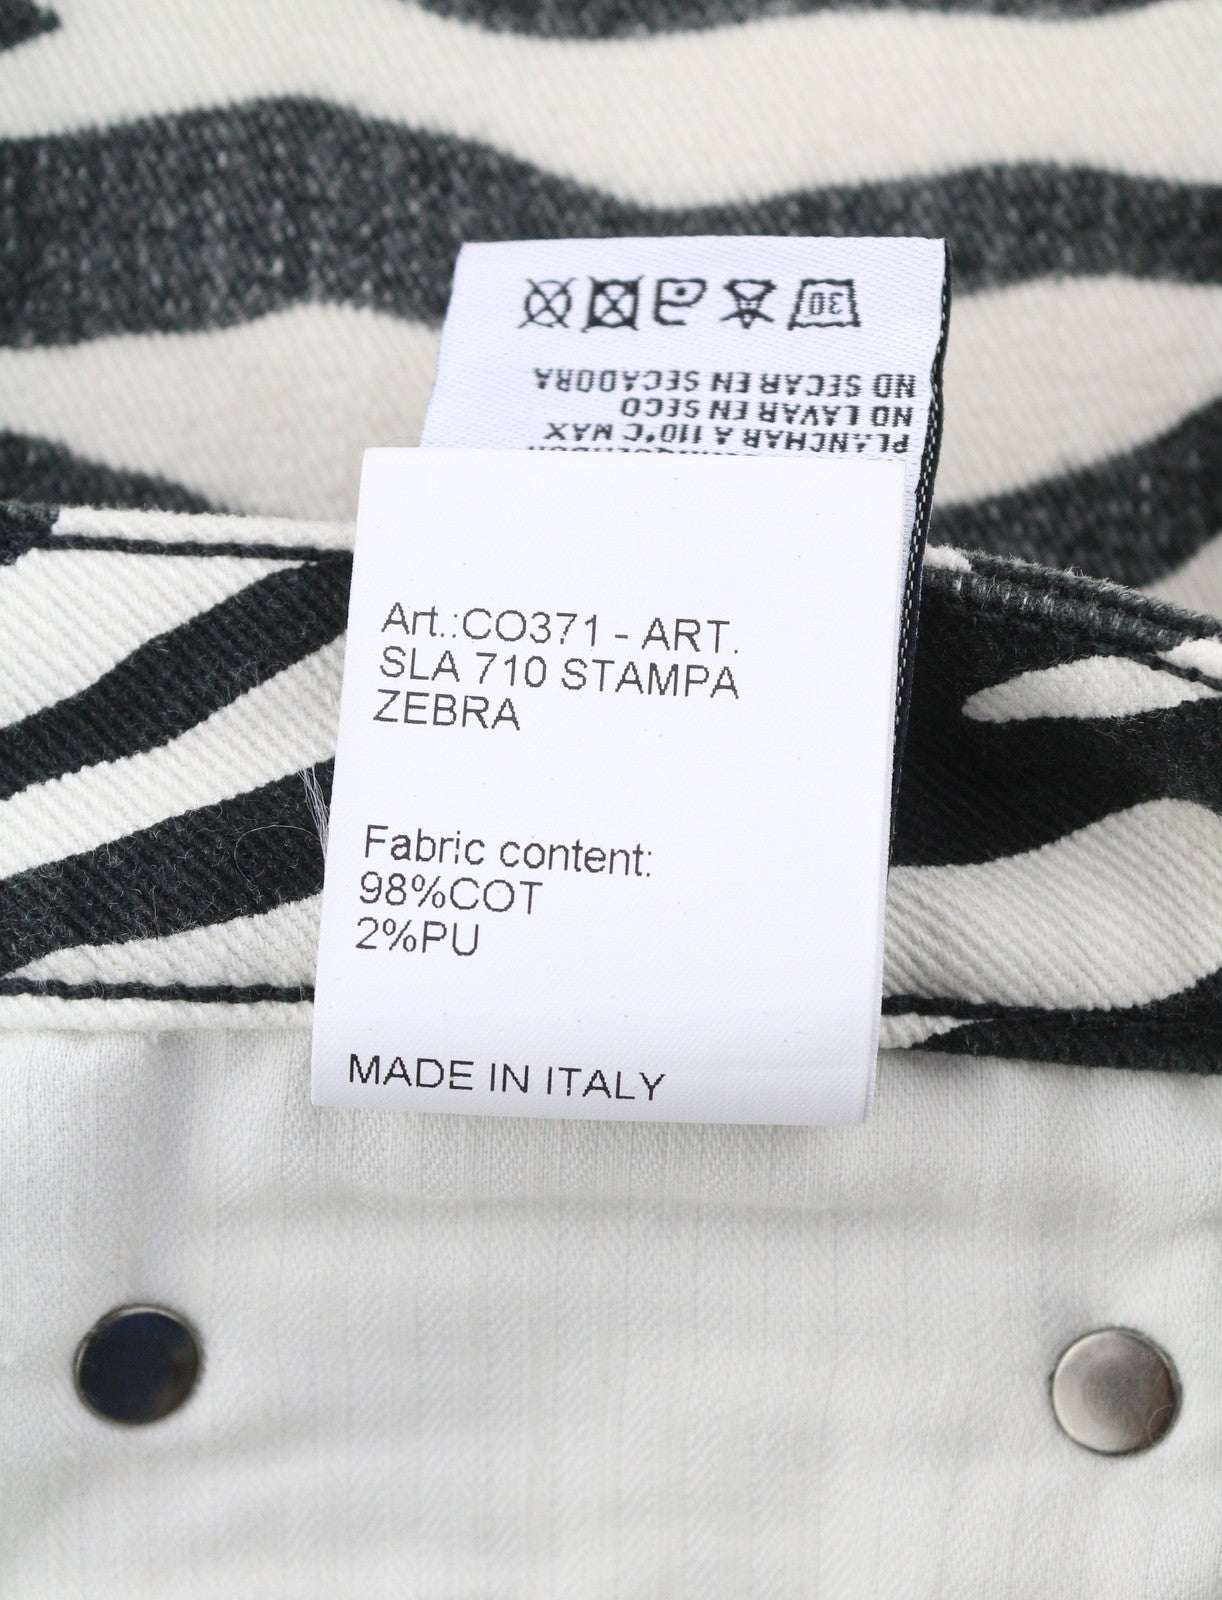 30
NO SECAR EN SECADORA
NO LAVAR EN SECO
PLANCHAR A 110°C MAX
Art.:CO371 - ART.
SLA 710 STAMPA
ZEBRA
Fabric content:
98%COT
2%PU
MADE IN ITALY